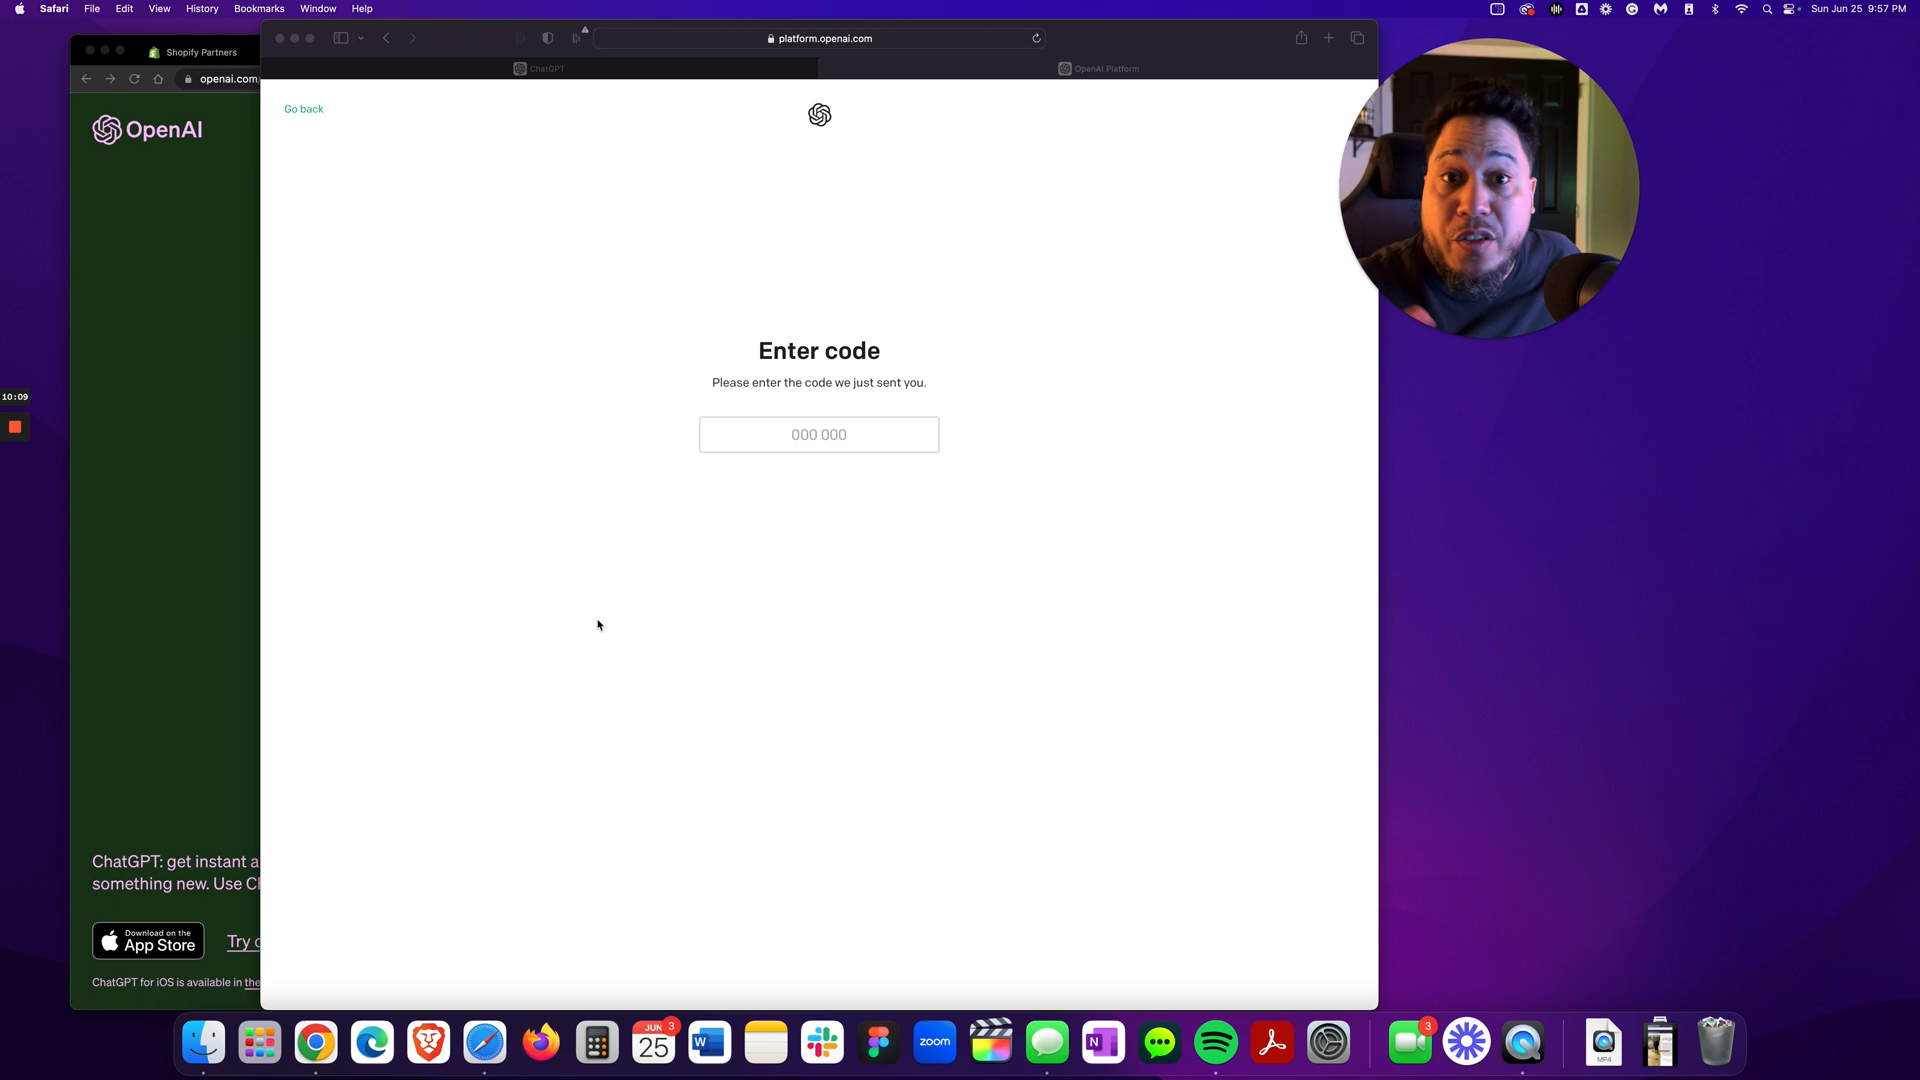 Safari File Edit View History Bookmarks Window Help
Sun Jun 25 9:57 PM
Shopify Partners
openai.com
platform.openai.com
ChatGPT
OpenAI Platform
OpenAI
Go back
Enter code
Please enter the code we just sent you.
000 000
10:09
ChatGPT: get instant a
something new. Use
Download on the
App Store
Try
ChatGPT for iOS is available in the
JUN
3
25
W
zoom
N
3
MP4